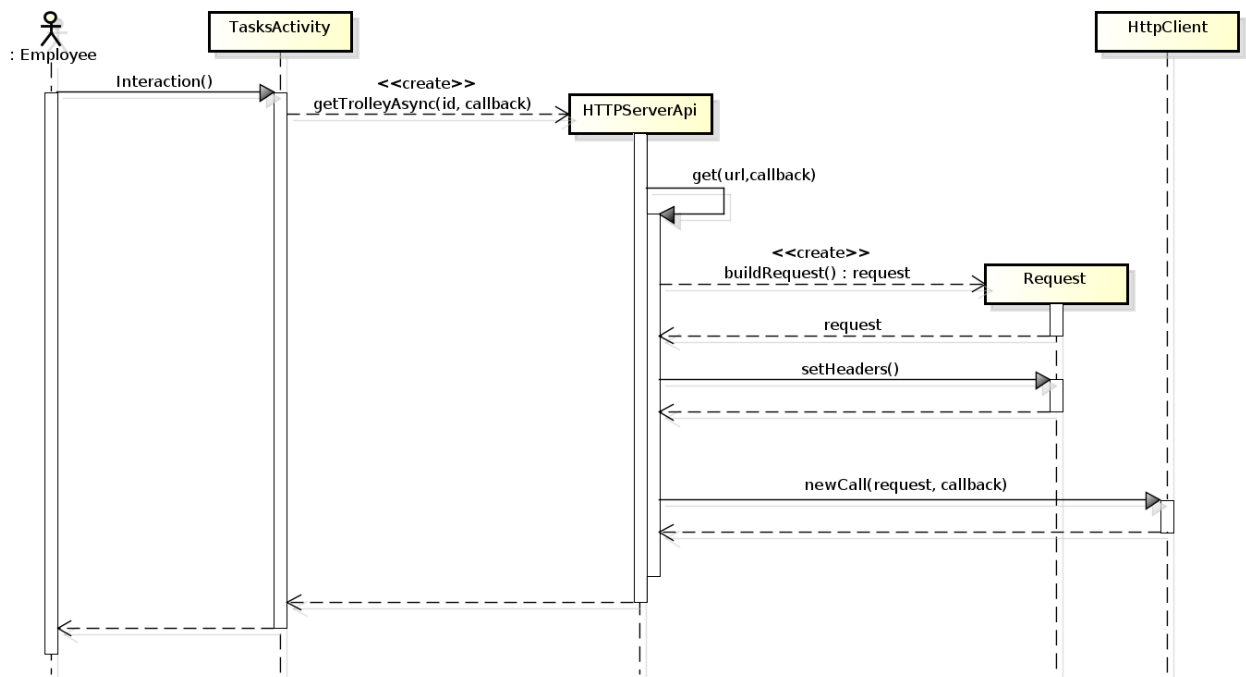 TasksActivity
HttpClient
: Employee
Interaction()
<<create>>
getTrolleyAsync(id, callback)
HTTPServerApi
get(url,callback)
<<create>>
buildRequest() : request
Request
request
setHeaders()
newCall(request, callback)